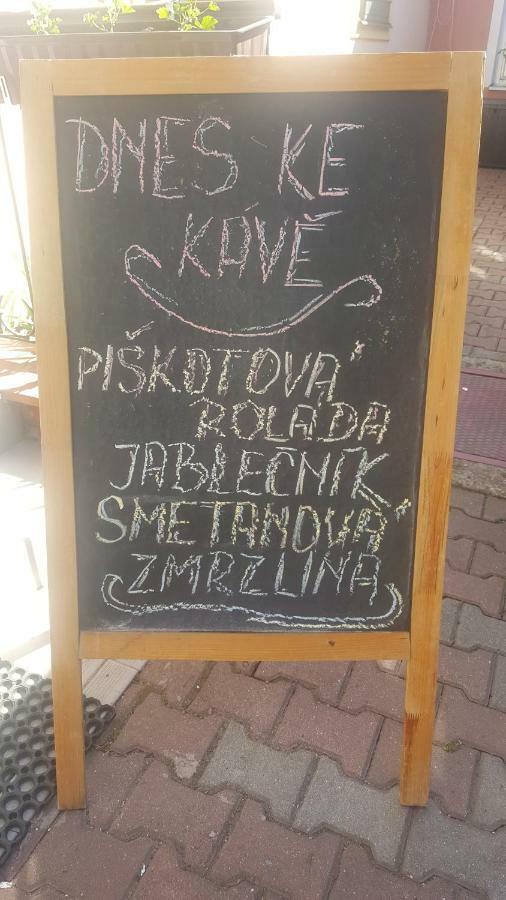 DNES KE
KÁVĚ
PIŠKOTOVÁ
ROLÁDA
JABLEČNÍK
SMETANOVÁ
ZMRZLINA